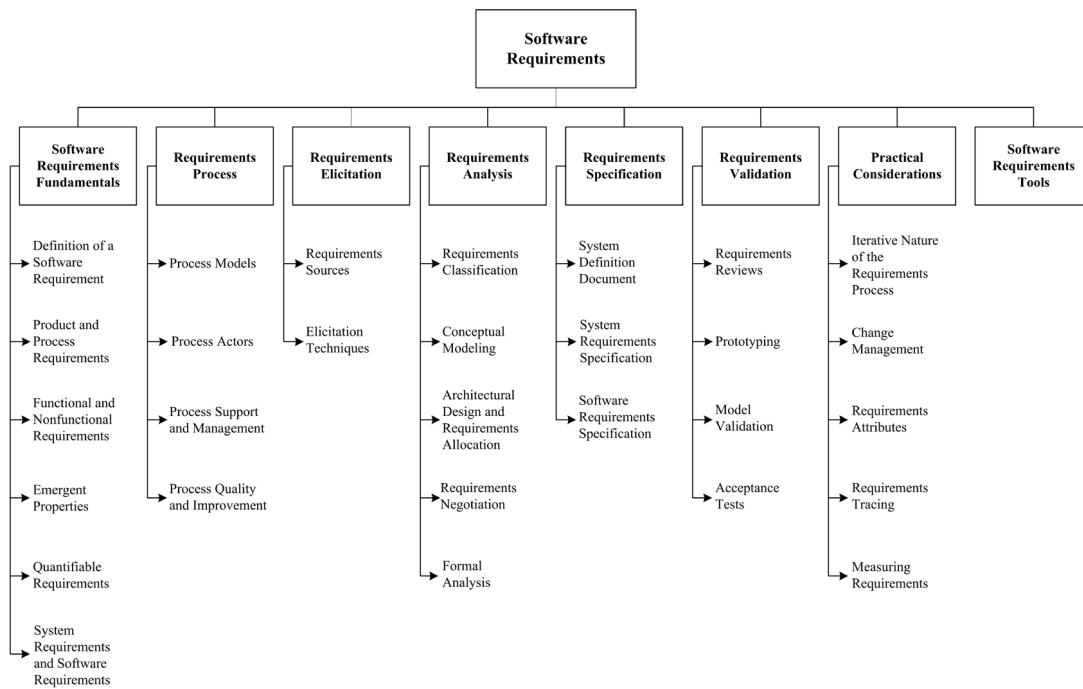 Software
Requirements
Software
Requirements
Fundamentals
Requirements
Process
Requirements
Elicitation
Requirements
Analysis
Requirements
Specification
Requirements
Validation
Practical
Considerations
Software
Requirements
Tools
Definition of a
Software
Requirement
Product and
Process
Requirements
Functional and
Nonfunctional
Requirements
Emergent
Properties
Quantifiable
Requirements
System
Requirements
and Software
Requirements
Process Models
Process Actors
Process Support
and Management
Process Quality
and Improvement
Requirements
Sources
Elicitation
Techniques
Requirements
Classification
Conceptual
Modeling
Architectural
Design and
Requirements
Allocation
Requirements
Negotiation
Formal
Analysis
System
Definition
Document
System
Requirements
Specification
Software
Requirements
Specification
Requirements
Reviews
Prototyping
Model
Validation
Acceptance
Tests
Iterative Nature
of the
Requirements
Process
Change
Management
Requirements
Attributes
Requirements
Tracing
Measuring
Requirements